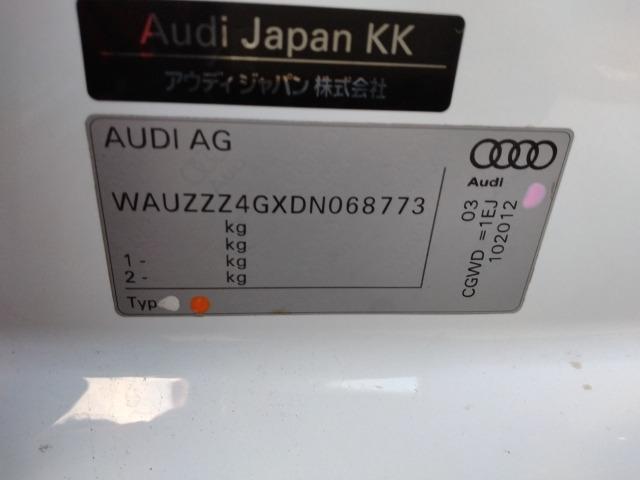 Audi Japan KK
アウディジャパン 株式会社
AUDI AG
WAUZZZ4GXDN068773
kg
kg
1 - kg
2 - kg
Typ
Audi
03
CGWD =1EJ
102012